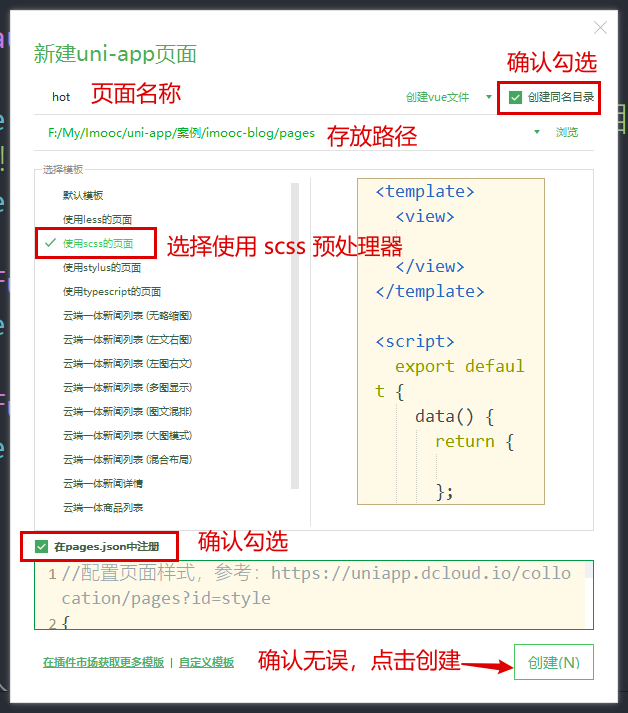 新建uni-app页面
确认勾选
hot 页面名称 创建vue文件 创建同名目录
F:/My/Imooc/uni-app/案例/imooc-blog/pages 存放路径 浏览
选择模板
默认模板
使用less的页面
使用scss的页面 选择使用 scss 预处理器
使用stylus的页面
使用typescript的页面
云端一体新闻列表 (无略缩图)
云端一体新闻列表 (左文右图)
云端一体新闻列表 (左图右文)
云端一体新闻列表 (多图显示)
云端一体新闻列表 (图文混排)
云端一体新闻列表 (大图模式)
云端一体新闻列表 (混合布局)
云端一体新闻详情
云端一体商品列表
<template>
<view>
</view>
</template>
<script>
export defaul
t {
data() {
return {
};
在pages.json中注册 确认勾选
1 //配置页面样式，参考：https://uniapp.dcloud.io/collo
cation/pages?id=style
2 {
在插件市场获取更多模版 | 自定义模板 确认无误，点击创建 创建(N)